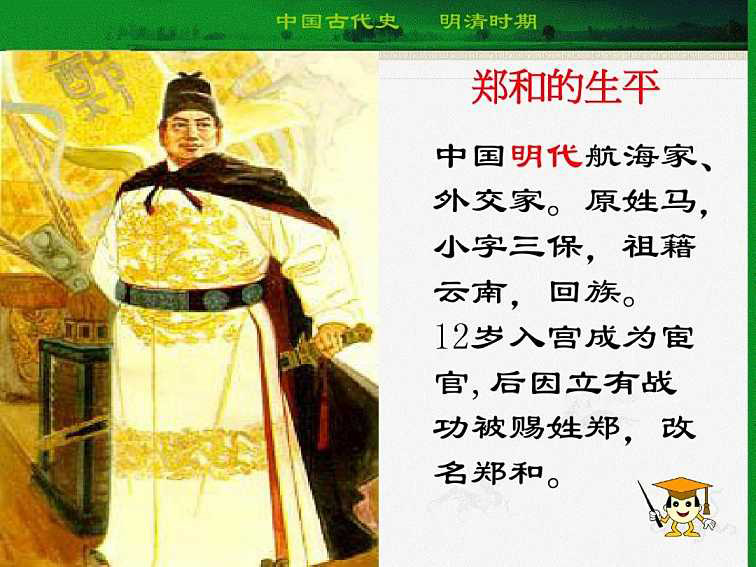 中国古代史 明清时期
郑和的生平
中国明代航海家、
外交家。原姓马，
小字三保，祖籍
云南，回族。
12岁入宫成为宦
官,后因立有战
功被赐姓郑，改
名郑和。